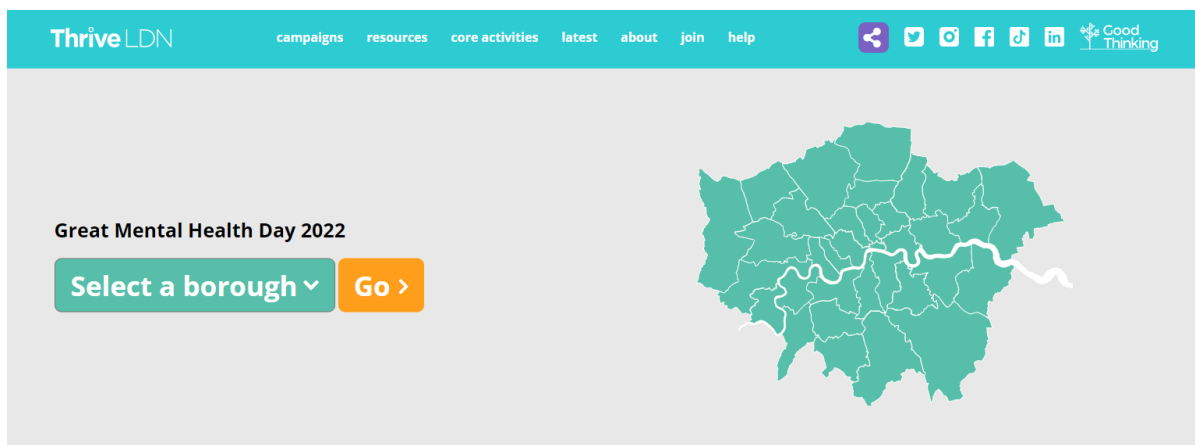 Thrive LDN campaigns resources core activities latest about join help Good
Thinking
Great Mental Health Day 2022
Select a borough Go